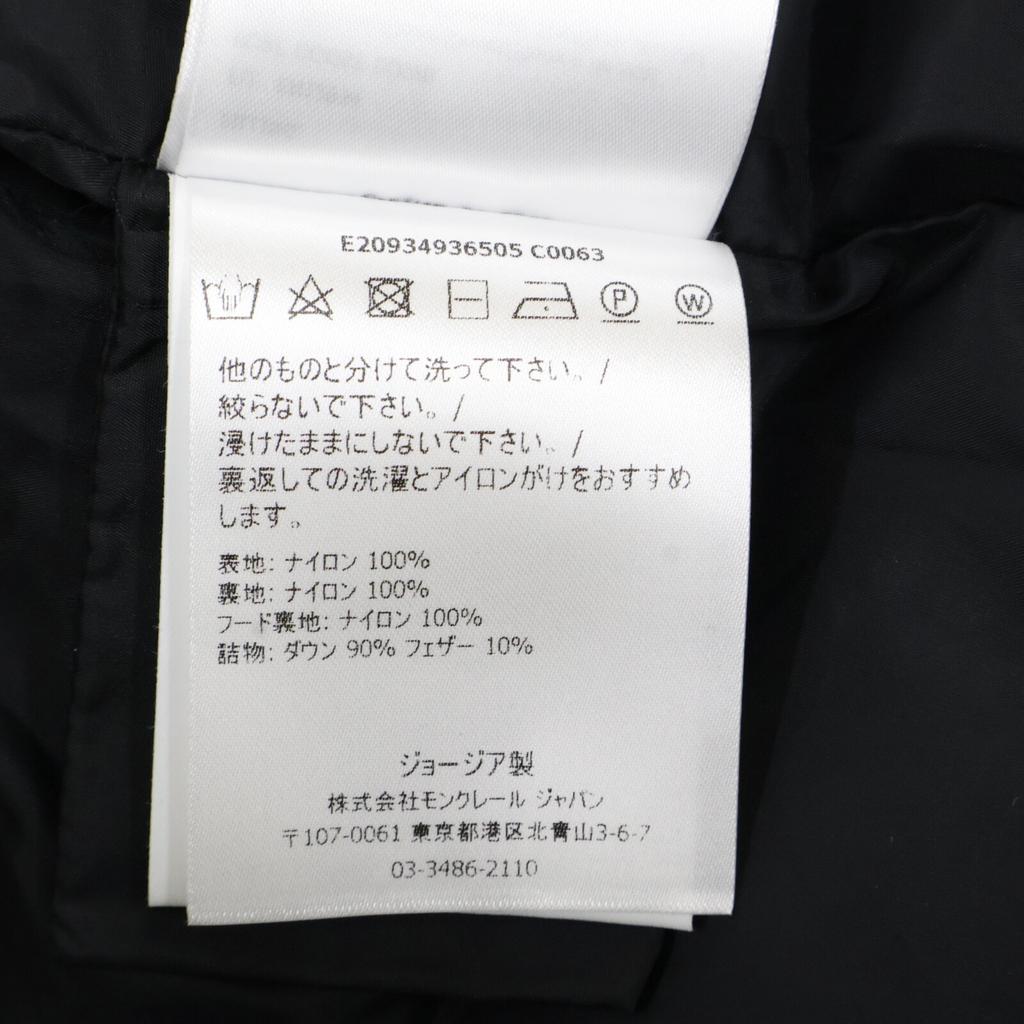 E20934936505 C0063
P
W
他のものと分けて洗って下さい。/
絞らないで下さい。/
浸けたままにしないで下さい。/
裏返しての洗濯とアイロンがけをおすすめ
します。
表地: ナイロン 100%
裏地: ナイロン 100%
フード裏地: ナイロン 100%
詰物: ダウン 90% フェザー 10%
ジョージア製
株式会社モンクレール ジャパン
〒107-0061 東京都港区北青山3-6-7
03-3486-2110